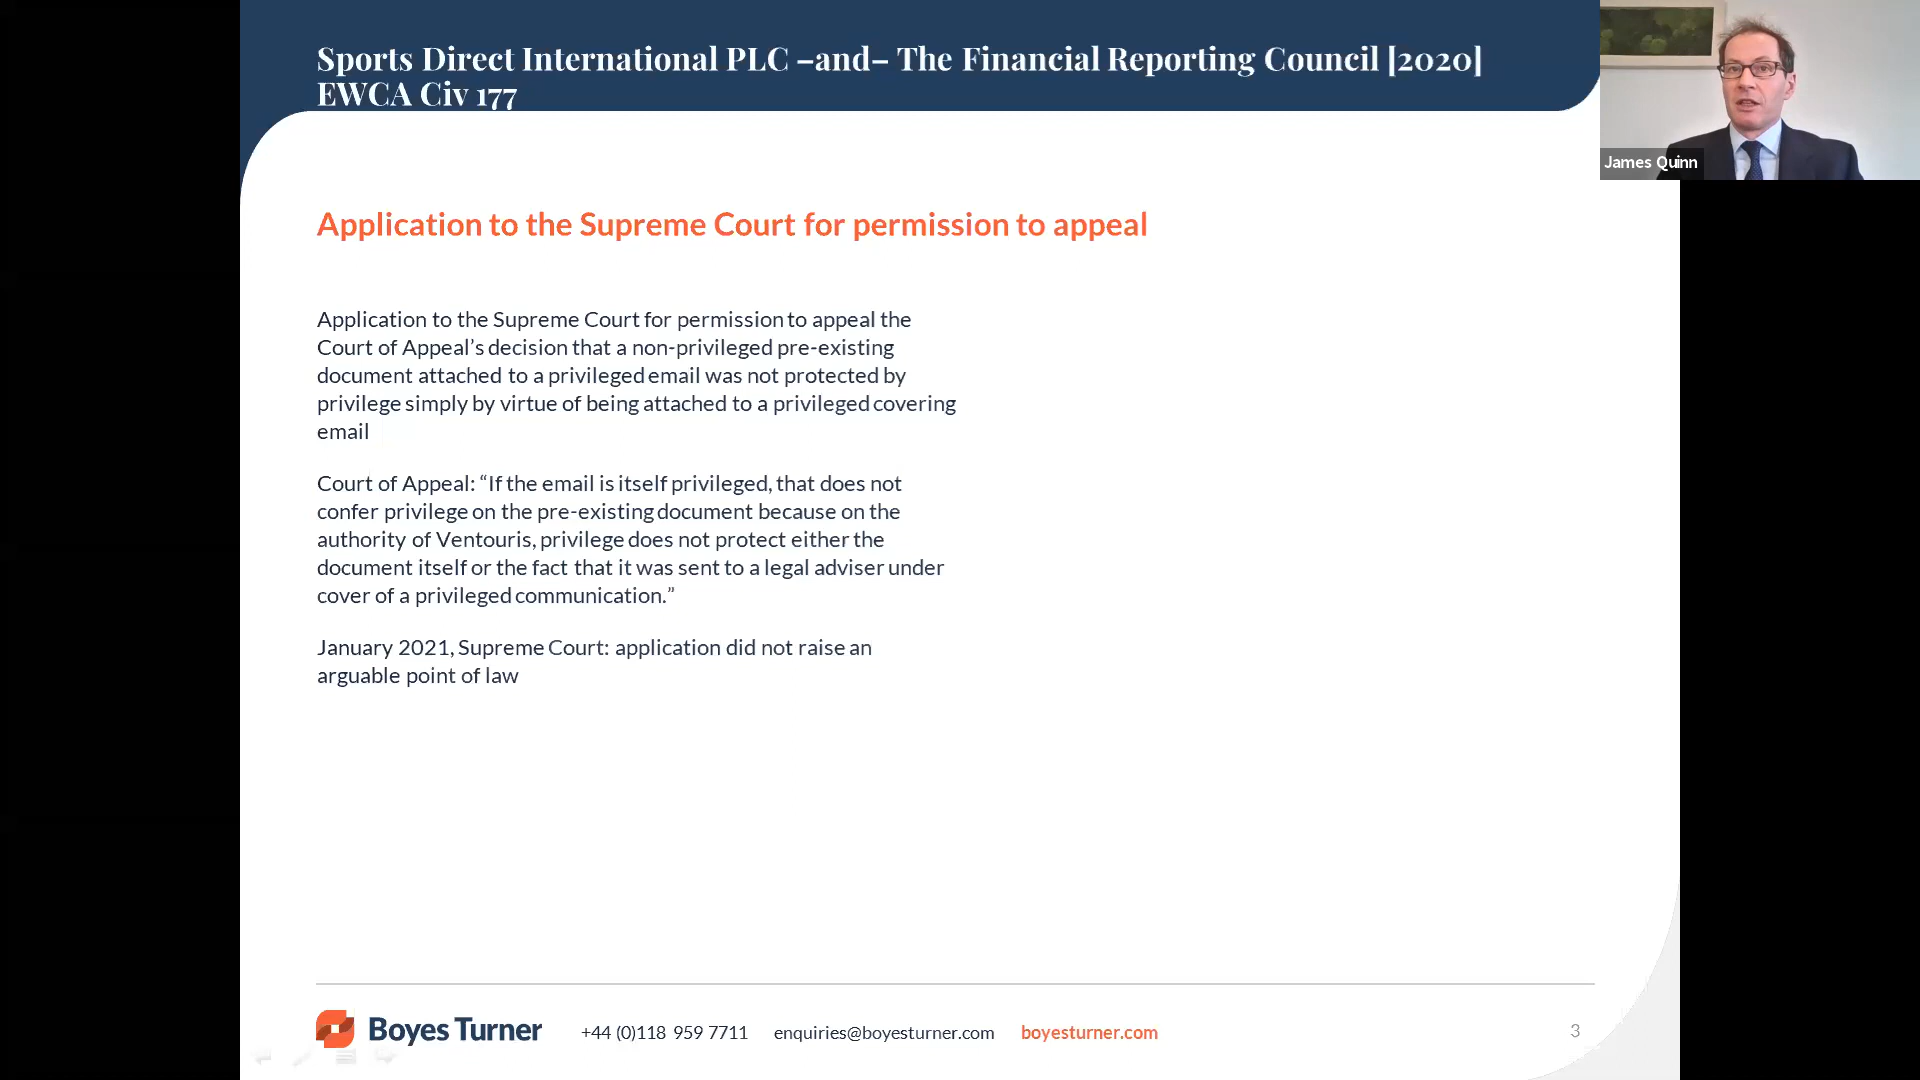 Sports Direct International PLC –and– The Financial Reporting Council [2020]
EWCA Civ 177
James Quinn
Application to the Supreme Court for permission to appeal
Application to the Supreme Court for permission to appeal the
Court of Appeal’s decision that a non-privileged pre-existing
document attached to a privileged email was not protected by
privilege simply by virtue of being attached to a privileged covering
email
Court of Appeal: “If the email is itself privileged, that does not
confer privilege on the pre-existing document because on the
authority of Ventouris, privilege does not protect either the
document itself or the fact that it was sent to a legal adviser under
cover of a privileged communication.”
January 2021, Supreme Court: application did not raise an
arguable point of law
Boyes Turner +44 (0)118 959 7711 enquiries@boyesturner.com boyesturner.com 3